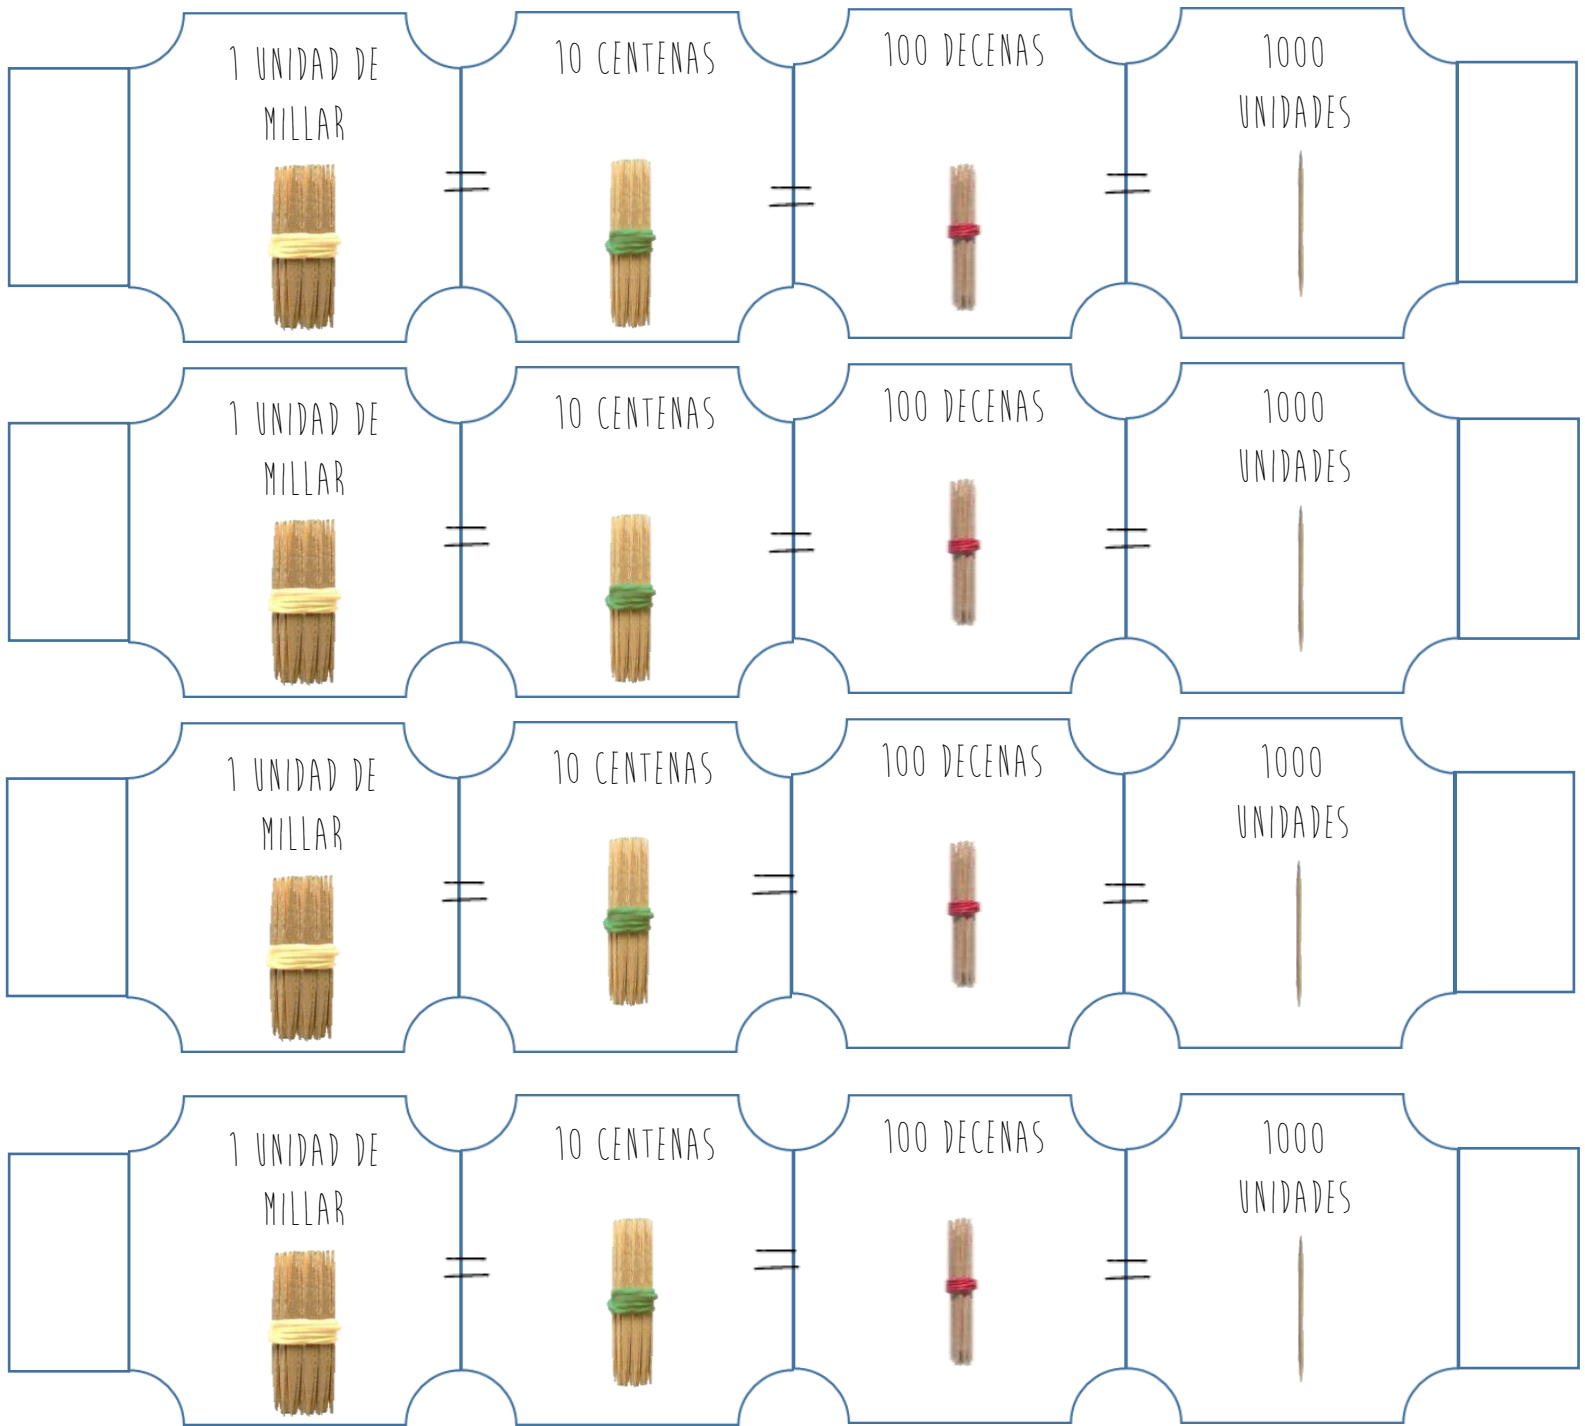 1 UNIDAD DE
MILLAR
=
10 CENTENAS
=
100 DECENAS
=
1000
UNIDADES
1 UNIDAD DE
MILLAR
=
10 CENTENAS
=
100 DECENAS
=
1000
UNIDADES
1 UNIDAD DE
MILLAR
=
10 CENTENAS
=
100 DECENAS
=
1000
UNIDADES
1 UNIDAD DE
MILLAR
=
10 CENTENAS
=
100 DECENAS
=
1000
UNIDADES